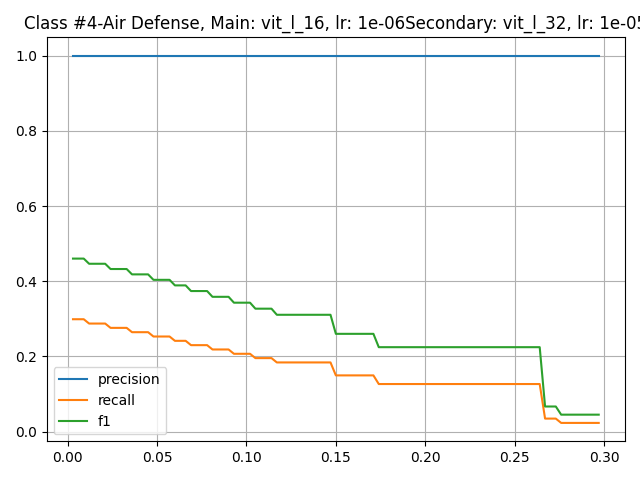 Class #4-Air Defense, Main: vit_l_16, lr: 1e-06Secondary: vit_l_32, lr: 1e-05
1.0
0.8
0.6
0.4
0.2
0.0
precision
recall
f1
0.00 0.05 0.10 0.15 0.20 0.25 0.30